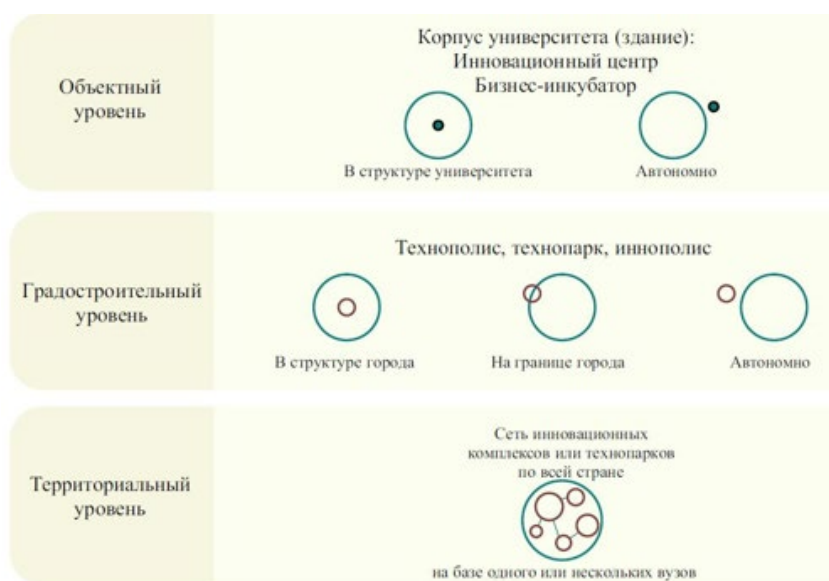 Объектный
уровень
Корпус университета (здание):
Инновационный центр
Бизнес-инкубатор
В структуре университета
Автономно
Градостроительный
уровень
Технополис, технопарк, иннополис
В структуре города
На границе города
Автономно
Территориальный
уровень
Сеть инновационных
комплексов или технопарков
по всей стране
на базе одного или нескольких вузов